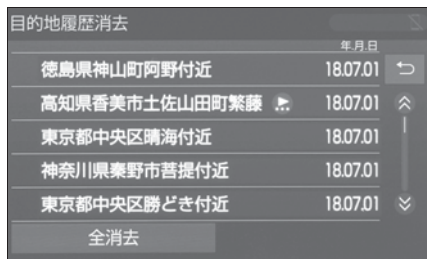 目的地履歴消去
年.月.日
徳島県神山町阿野付近 18.07.01
高知県香美市土佐山田町繁藤 18.07.01
東京都中央区晴海付近 18.07.01
神奈川県秦野市菩提付近 18.07.01
東京都中央区勝どき付近 18.07.01
全消去